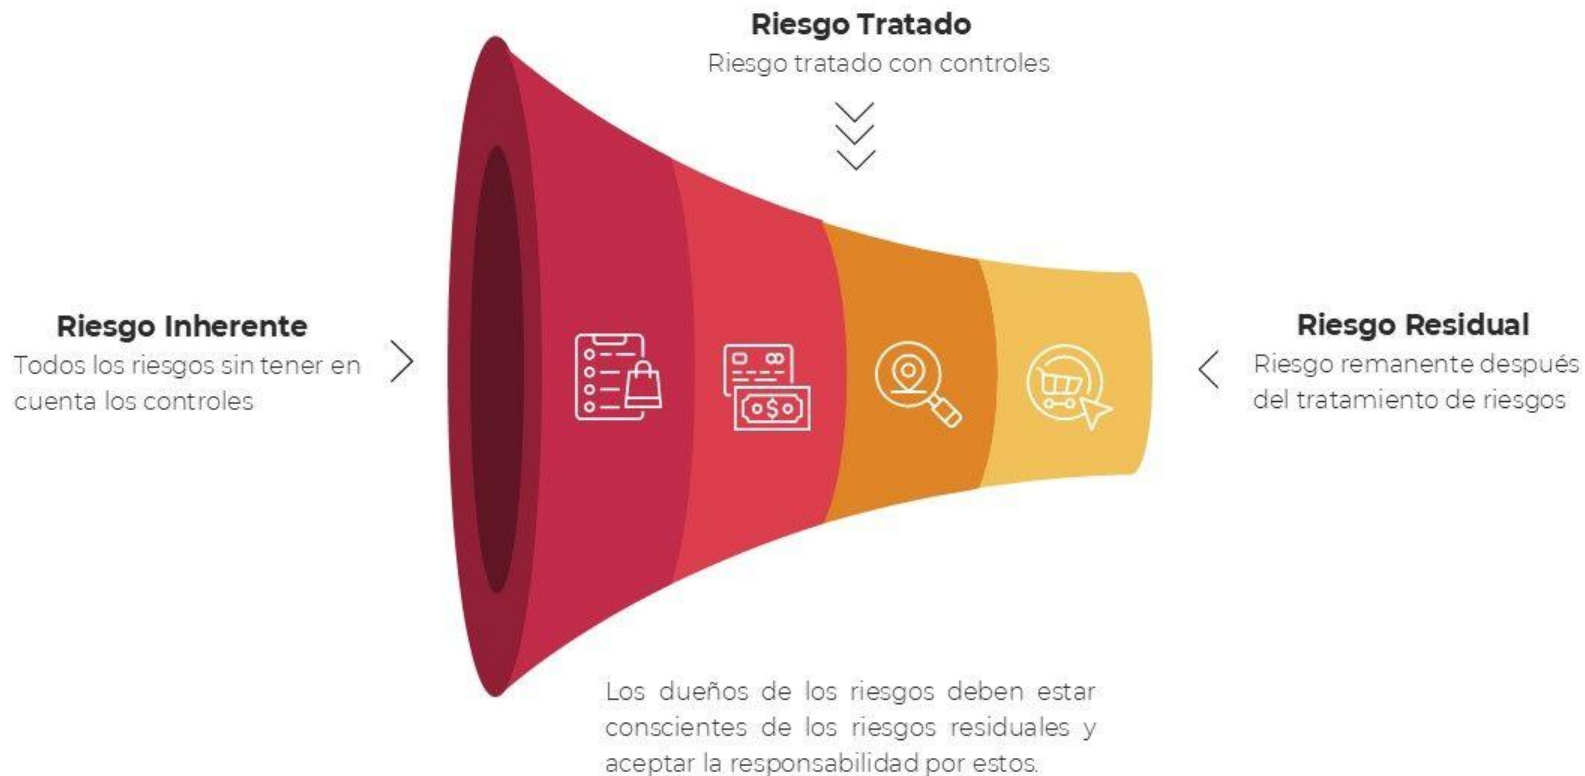 Riesgo Tratado
Riesgo tratado con controles
Riesgo Inherente
Todos los riesgos sin tener en
cuenta los controles
$
Riesgo Residual
Riesgo remanente después
del tratamiento de riesgos
Los dueños de los riesgos deben estar
conscientes de los riesgos residuales y
aceptar la responsabilidad por estos.